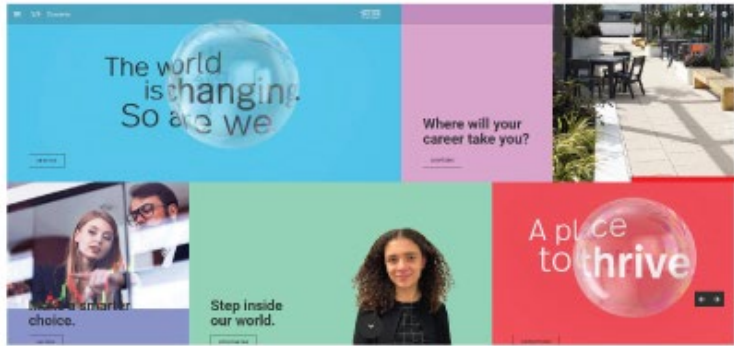 The world
is changing.
So are we
Where will your
career take you?
Make a smarter
choice.
Step inside
our world.
A place
to thrive